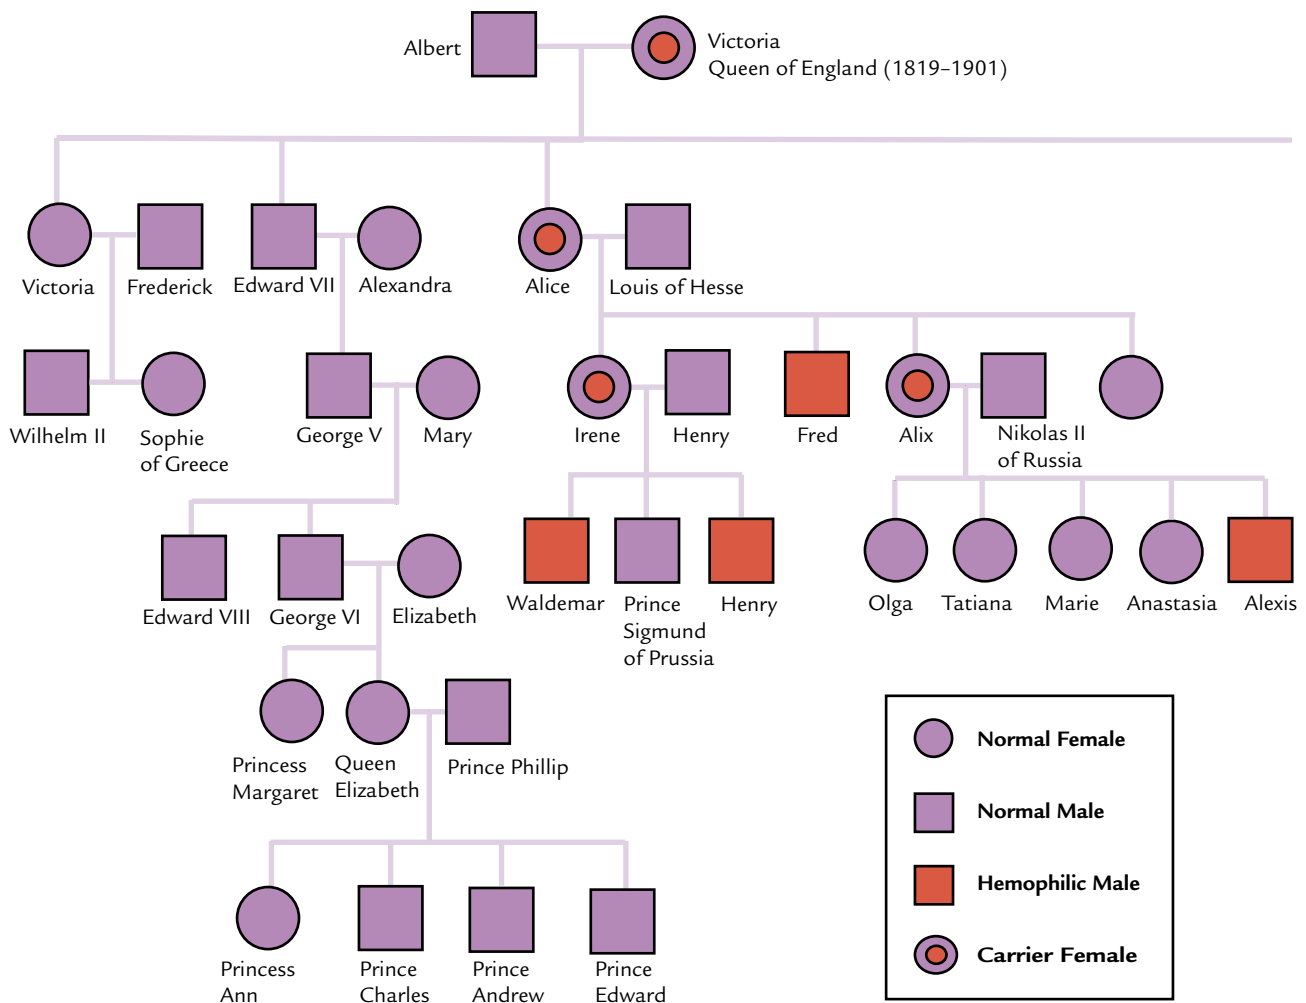 Albert
Victoria
Queen of England (1819–1901)
Victoria
Frederick
Edward VII
Alexandra
Alice
Louis of Hesse
Wilhelm II
Sophie
of Greece
George V
Mary
Irene
Henry
Fred
Alix
Nikolas II
of Russia
Edward VIII
George VI
Elizabeth
Waldemar
Prince
Sigmund
of Prussia
Henry
Olga
Tatiana
Marie
Anastasia
Alexis
Princess
Margaret
Queen
Elizabeth
Prince Phillip
Princess
Ann
Prince
Charles
Prince
Andrew
Prince
Edward
Normal Female
Normal Male
Hemophilic Male
Carrier Female